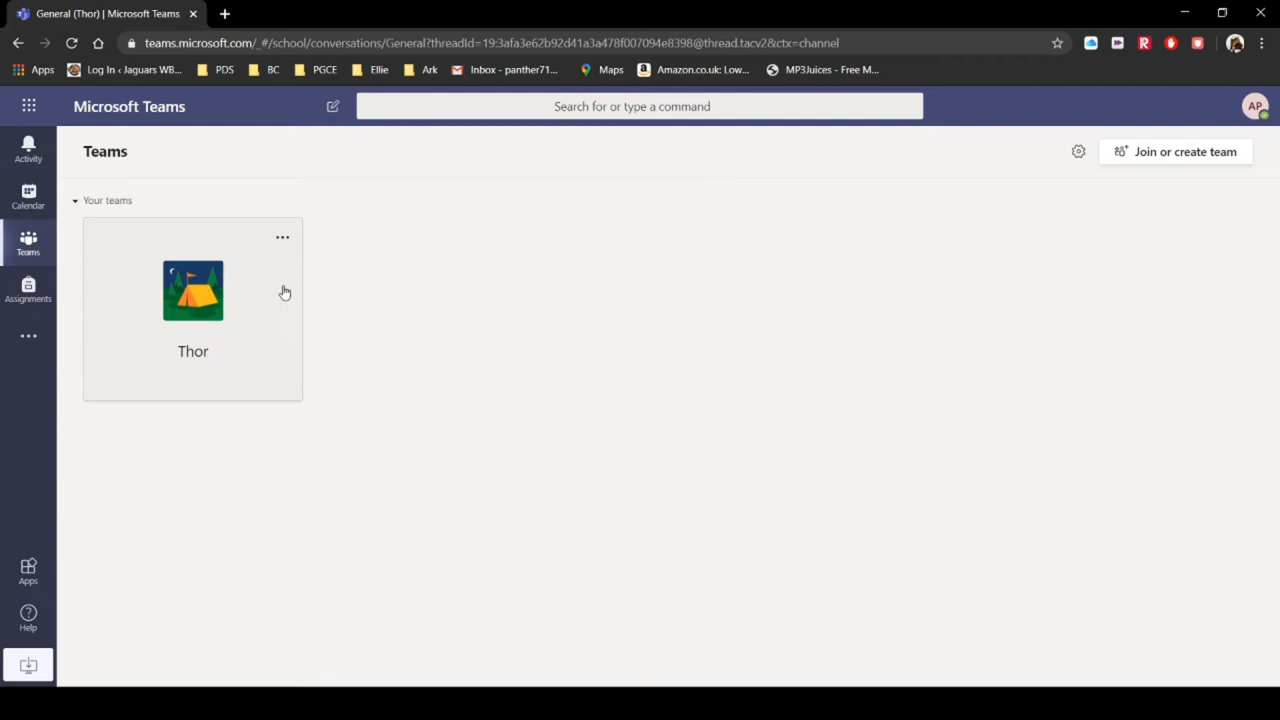 General (Thor) | Microsoft Teams
teams.microsoft.com/_#/school/conversations/General?threadId=19:3afa3e62b92d41a3a478f007094e8398@thread.tacv2&ctx=channel
Apps Log In ‹ Jaguars WB... PDS BC PGCE Ellie Ark Inbox - panther71... Maps Amazon.co.uk: Low... MP3Juices - Free M...
Microsoft Teams Search for or type a command AP
Activity
Calendar
Teams
Assignments
Apps
Help
Teams Join or create team
Your teams
Thor